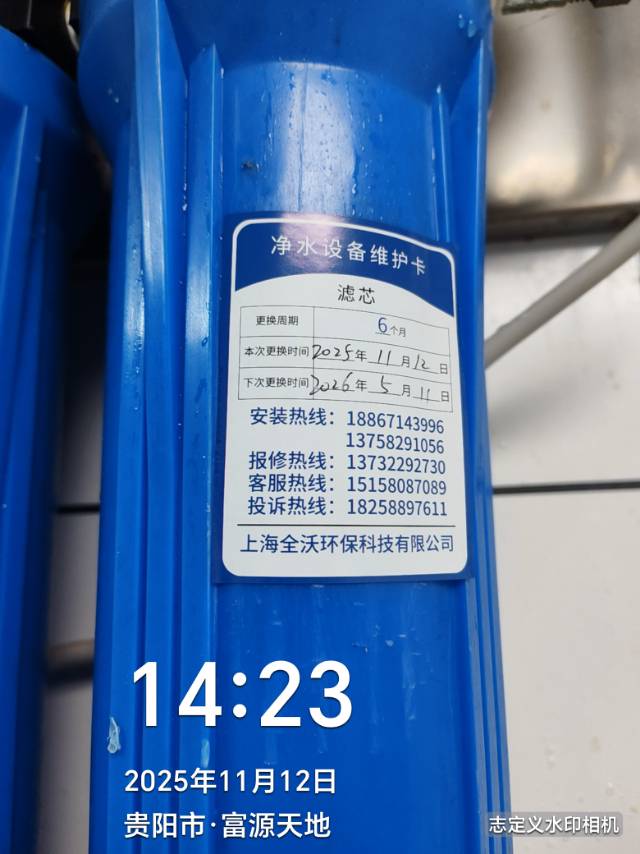 净水设备维护卡
滤芯
更换周期 6个月
本次更换时间 2025年11月12日
下次更换时间 2026年5月11日
安装热线：18867143996
13758291056
报修热线：13732292730
客服热线：15158087089
投诉热线：18258897611
上海全沃环保科技有限公司
14:23
2025年11月12日
贵阳市·富源天地
志定义水印相机